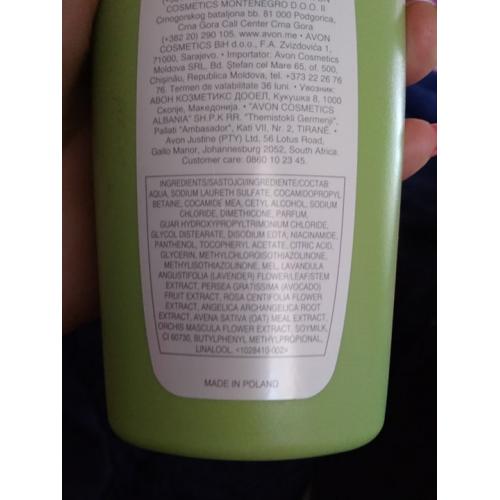 COSMETICS MONTENEGRO D.O.O. II
Crnogorskog bataljona bb. 81 000 Podgorica,
Crna Gora Call Center Crna Gora
(+382 20) 290 105. www.avon.me • AVON
COSMETICS BiH d.o.o., F.A. Zvizdovića 1,
71000, Sarajevo. • Importator: Avon Cosmetics
Moldova SRL, Bd. Ştefan cel Mare 65, of. 500,
Chişinău, Republica Moldova, tel. +373 22 26 76
76. Termen de valabilitate 36 luni. • Увозник:
АВОН КОЗМЕТИКС ДООЕЛ, Кукушка 8, 1000
Скопје, Македонија. • "AVON COSMETICS
ALBANIA" SH.P.K RR. "Themistokli Germenji",
Pallati "Ambasador", Kati VII, Nr. 2, TIRANË. •
Avon Justine (PTY) Ltd, 56 Lotus Road,
Gallo Manor, Johannesburg 2052, South Africa.
Customer care: 0860 10 23 45.
INGREDIENTS/SASTOJCI/INGREDIENTE/СОСТАВ:
AQUA, SODIUM LAURETH SULFATE, COCAMIDOPROPYL
BETAINE, COCAMIDE MEA, CETYL ALCOHOL, SODIUM
CHLORIDE, DIMETHICONE, PARFUM,
GUAR HYDROXYPROPYLTRIMONIUM CHLORIDE,
GLYCOL DISTEARATE, DISODIUM EDTA, NIACINAMIDE,
PANTHENOL, TOCOPHERYL ACETATE, CITRIC ACID,
GLYCERIN, METHYLCHLOROISOTHIAZOLINONE,
METHYLISOTHIAZOLINONE, MEL, LAVANDULA
ANGUSTIFOLIA (LAVENDER) FLOWER/LEAF/STEM
EXTRACT, PERSEA GRATISSIMA (AVOCADO)
FRUIT EXTRACT, ROSA CENTIFOLIA FLOWER
EXTRACT, ANGELICA ARCHANGELICA ROOT
EXTRACT, AVENA SATIVA (OAT) MEAL EXTRACT,
ORCHIS MASCULA FLOWER EXTRACT, SOYMILK,
CI 60730, BUTYLPHENYL METHYLPROPIONAL,
LINALOOL. <1028410-002>
MADE IN POLAND